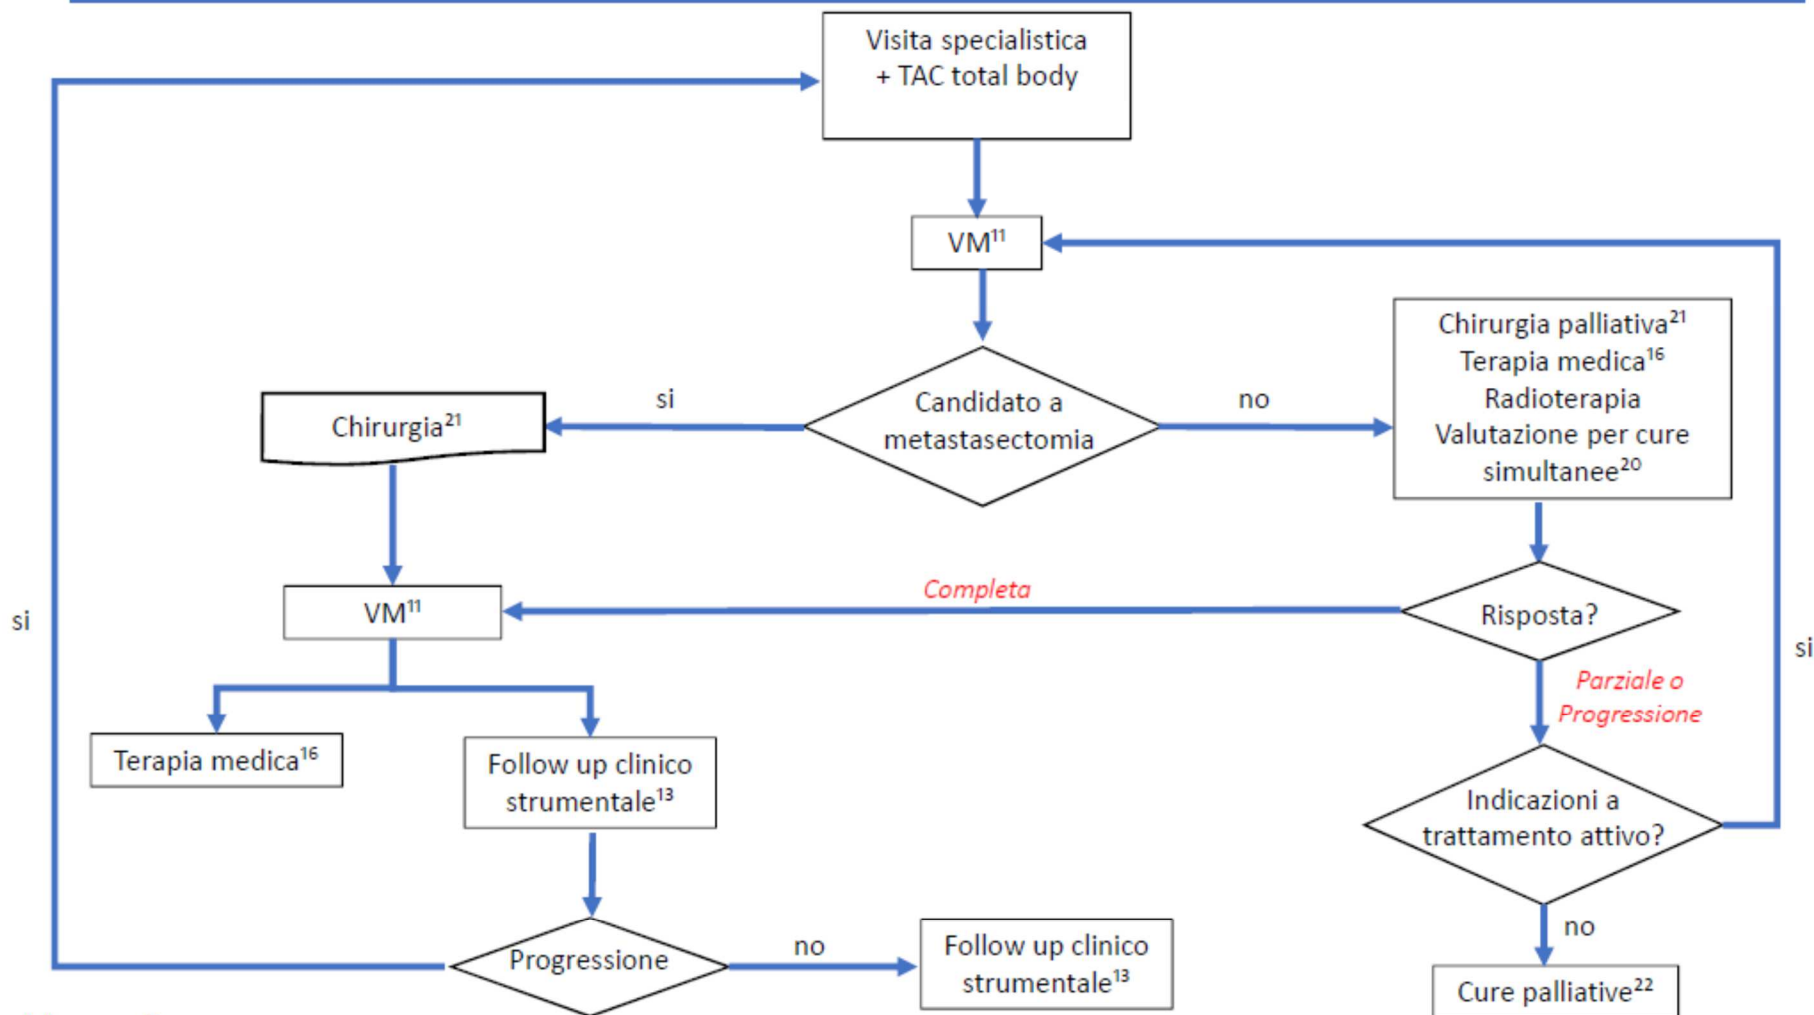 Visita specialistica
+ TAC total body
VM¹¹
Candidato a
metastasectomia
si
no
Chirurgia²¹
Chirurgia palliativa²¹
Terapia medica¹⁶
Radioterapia
Valutazione per cure
simultanee²⁰
VM¹¹
Completa
Risposta?
si
si
Parziale o
Progressione
Terapia medica¹⁶
Follow up clinico
strumentale¹³
Indicazioni a
trattamento attivo?
Progressione
no
Follow up clinico
strumentale¹³
no
Cure palliative²²